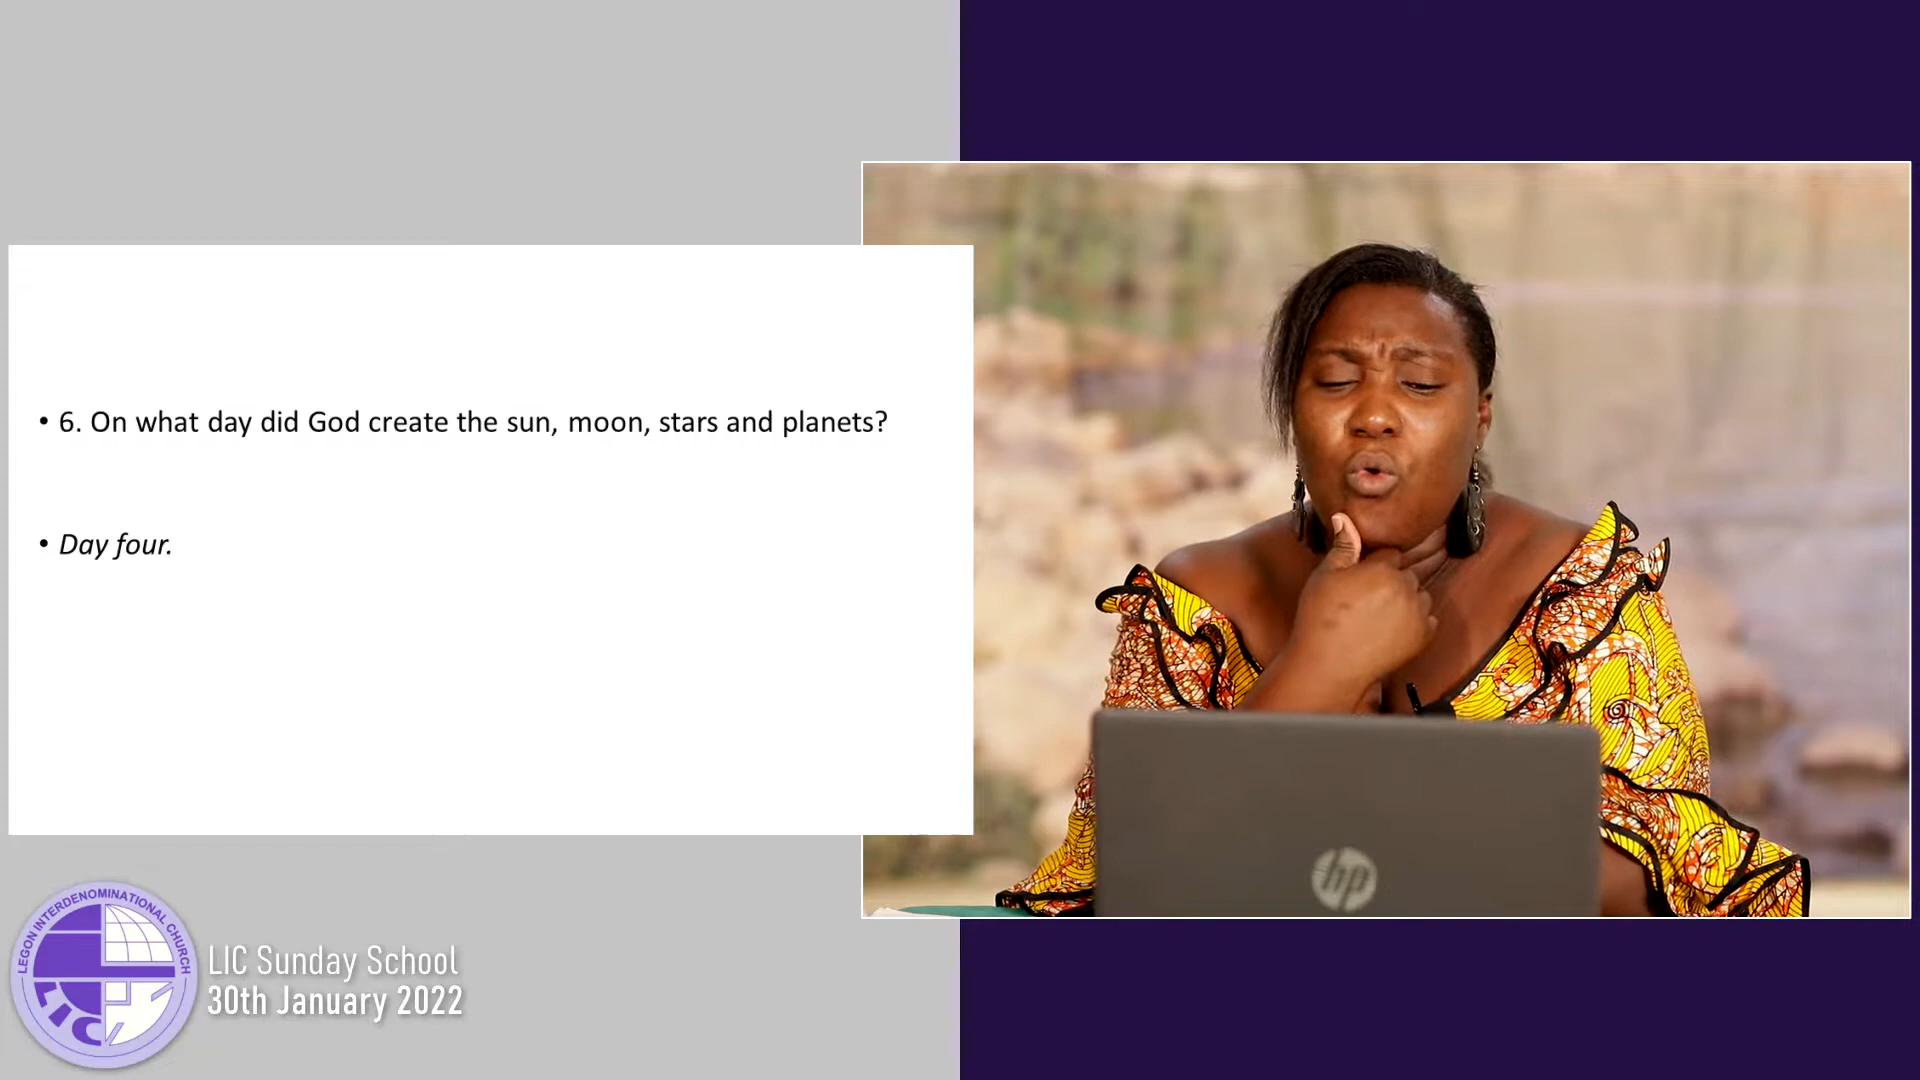 • 6. On what day did God create the sun, moon, stars and planets?
• Day four.
hp
LEGON INTERDENOMINATIONAL CHURCH
LIC
LIC Sunday School
30th January 2022